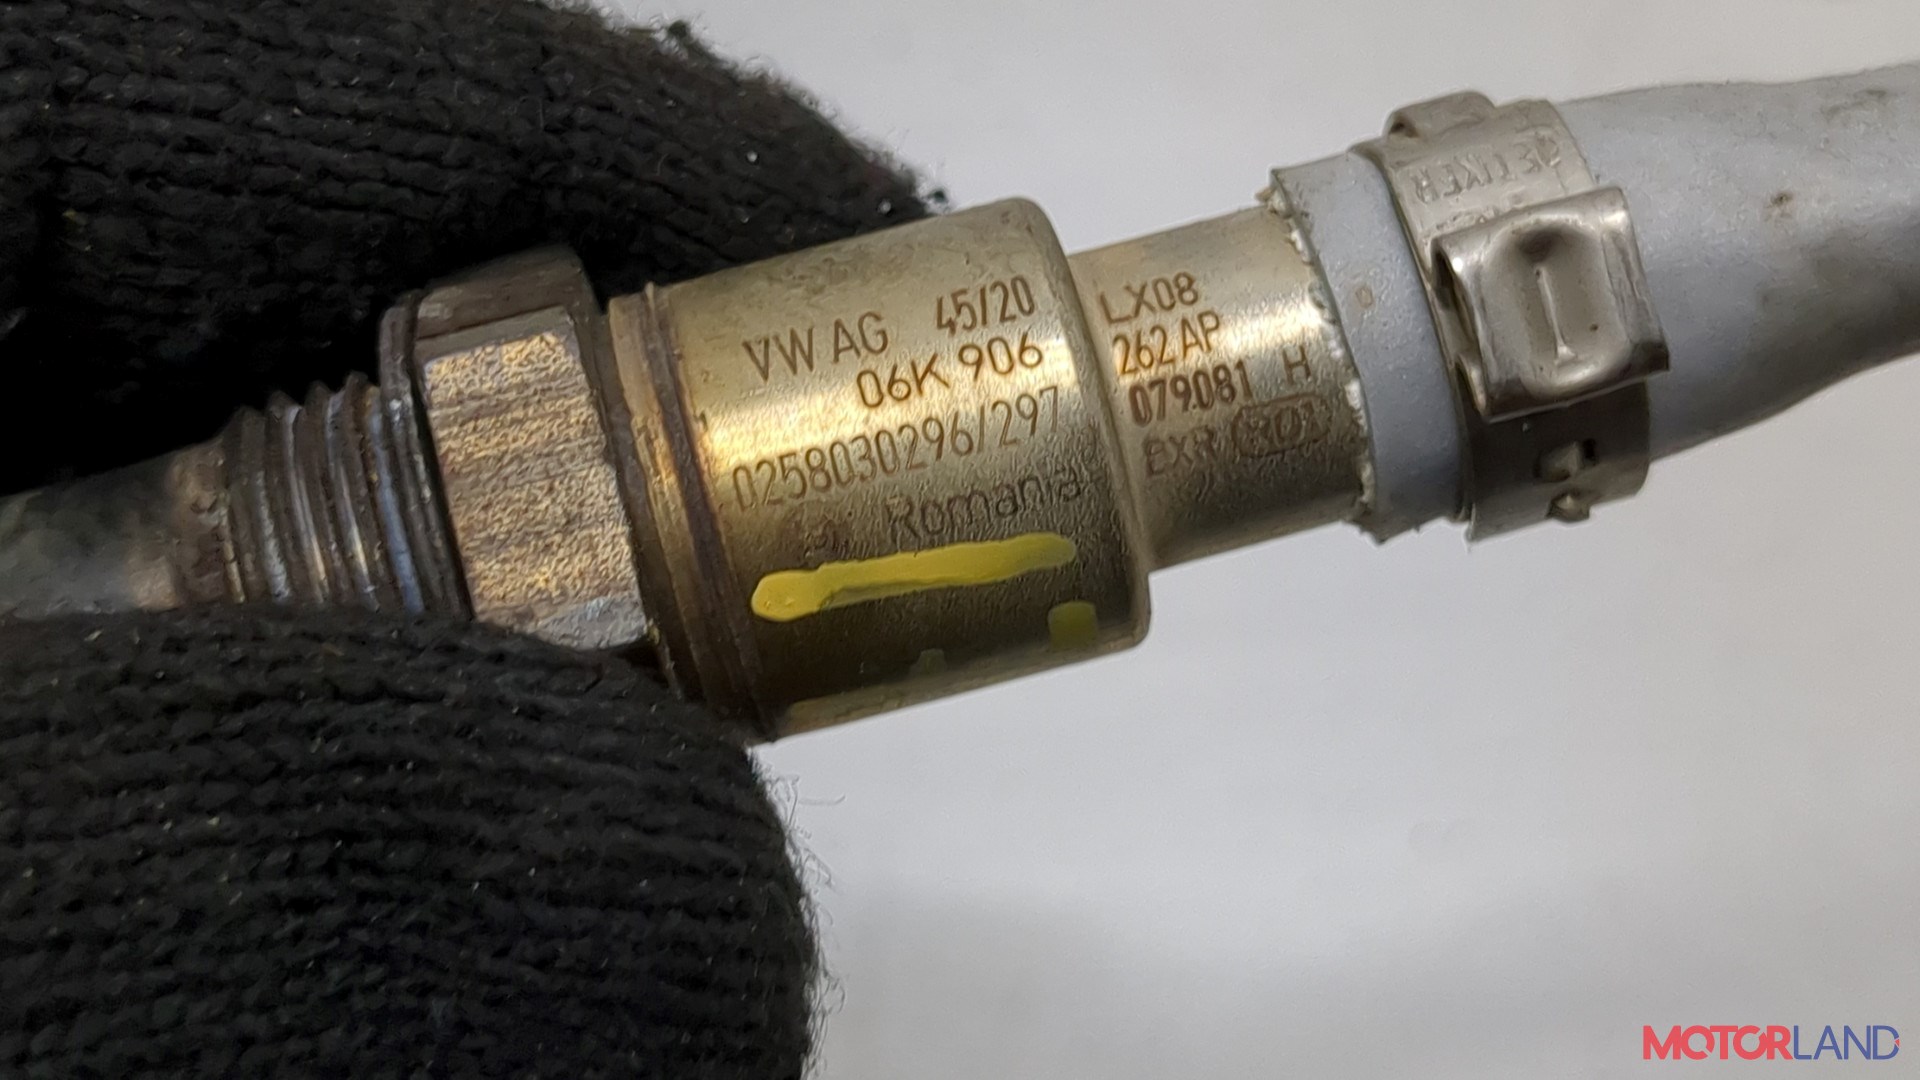 VW AG 45/20 LX08
06K 906 262 AP
0258030296/297 079081 H
Romania
OETIKER
MOTORLAND